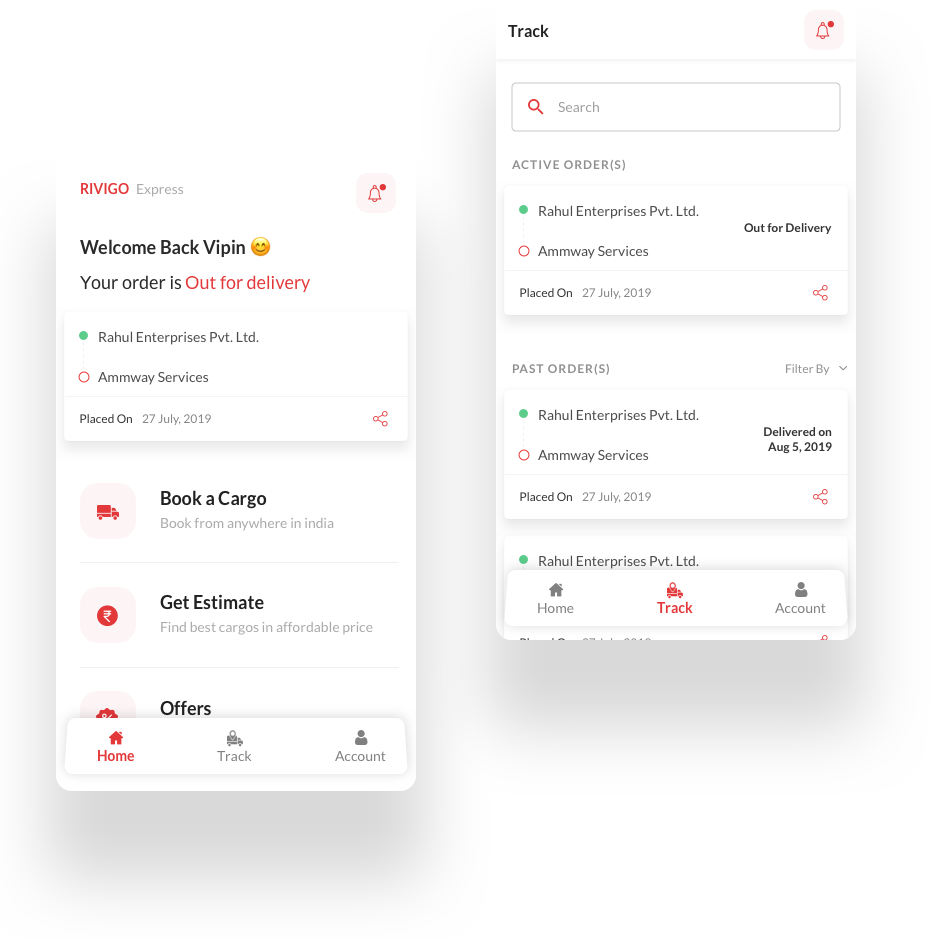 RIVIGO Express
Welcome Back Vipin 😊
Your order is Out for delivery
Rahul Enterprises Pvt. Ltd.
Ammway Services
Placed On 27 July, 2019
Book a Cargo
Book from anywhere in india
Get Estimate
Find best cargos in affordable price
Offers
Home Track Account
Track
Search
ACTIVE ORDER(S)
Rahul Enterprises Pvt. Ltd.
Out for Delivery
Ammway Services
Placed On 27 July, 2019
PAST ORDER(S) Filter By
Rahul Enterprises Pvt. Ltd.
Delivered on
Aug 5, 2019
Ammway Services
Placed On 27 July, 2019
Rahul Enterprises Pvt. Ltd.
Home Track Account